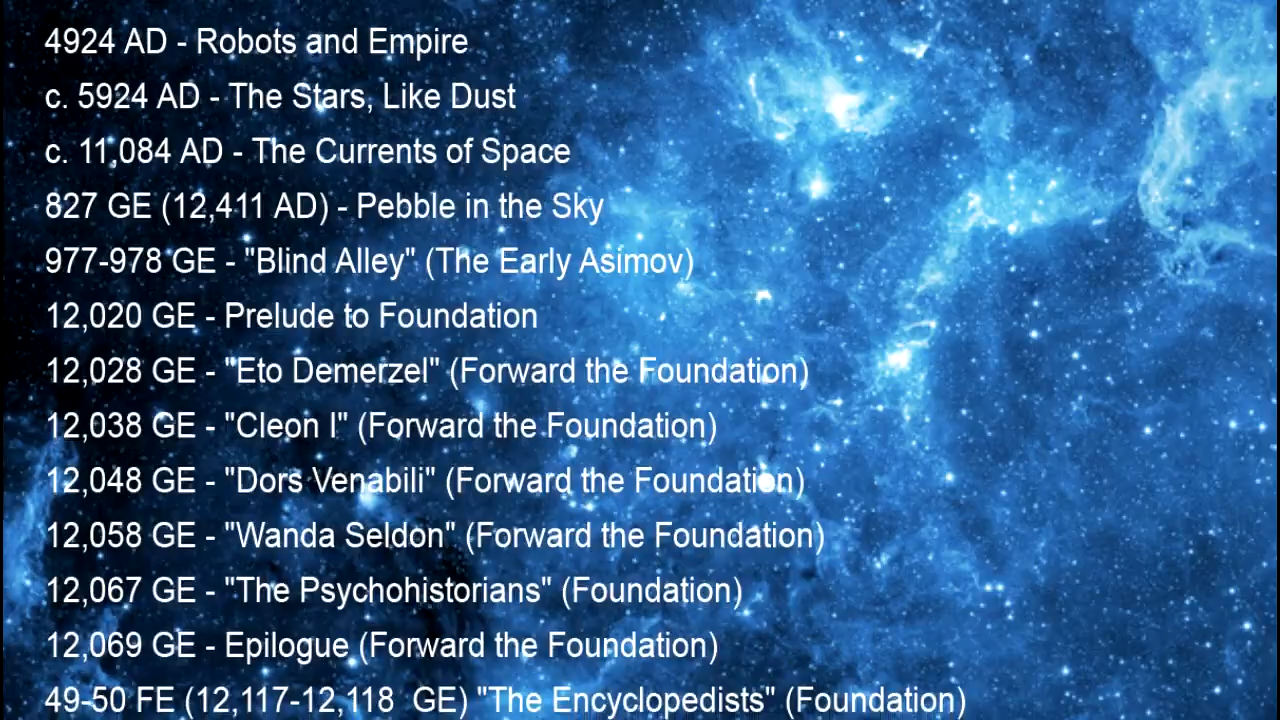 4924 AD - Robots and Empire
c. 5924 AD - The Stars, Like Dust
c. 11,084 AD - The Currents of Space
827 GE (12,411 AD) - Pebble in the Sky
977-978 GE - "Blind Alley" (The Early Asimov)
12,020 GE - Prelude to Foundation
12,028 GE - "Eto Demerzel" (Forward the Foundation)
12,038 GE - "Cleon I" (Forward the Foundation)
12,048 GE - "Dors Venabili" (Forward the Foundation)
12,058 GE - "Wanda Seldon" (Forward the Foundation)
12,067 GE - "The Psychohistorians" (Foundation)
12,069 GE - Epilogue (Forward the Foundation)
49-50 FE (12,117-12,118  GE) "The Encyclopedists" (Foundation)